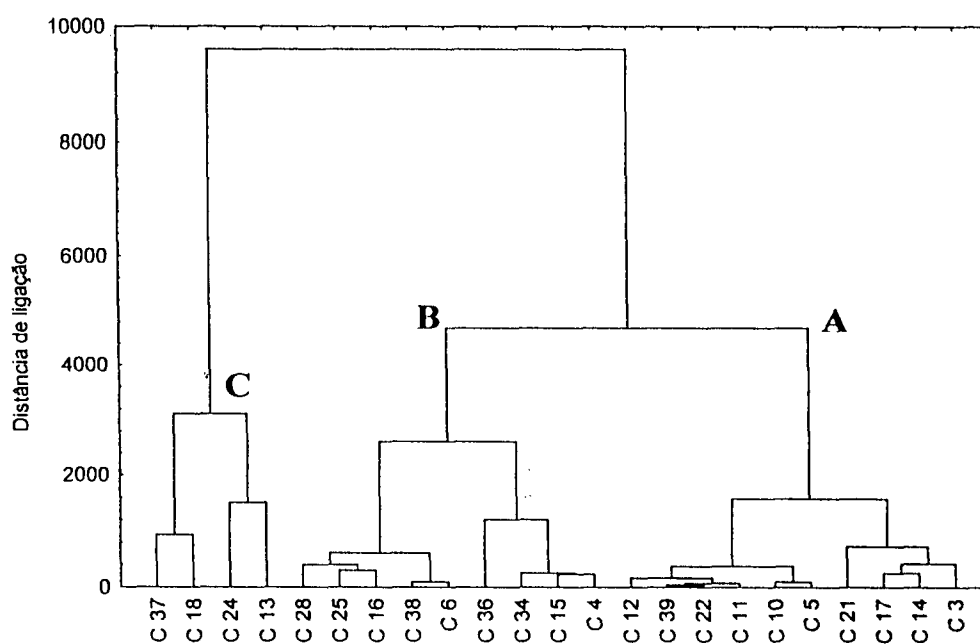 10000
8000
6000
4000
2000
0
Distância de ligação
B
A
C
C 37
C 18
C 24
C 13
C 28
C 25
C 16
C 38
C 6
C 36
C 34
C 15
C 4
C 12
C 39
C 22
C 11
C 10
C 5
C 21
C 17
C 14
C 3